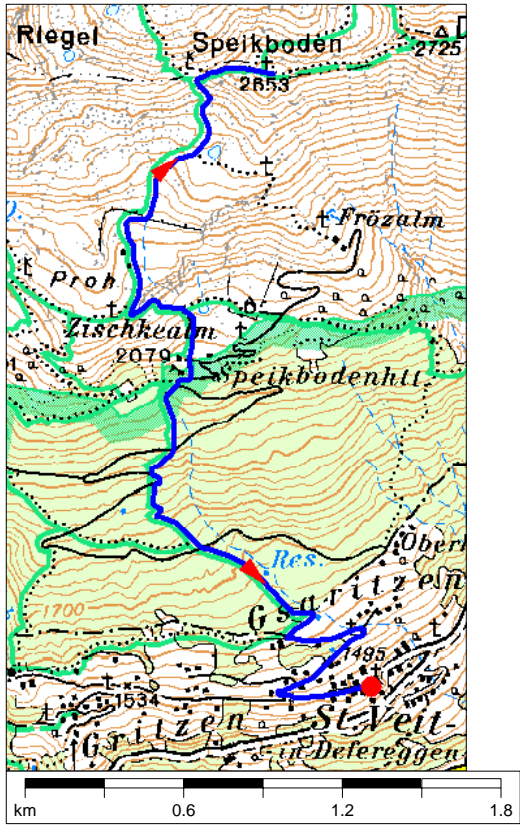 Riegel
Speikboden
2725
2653
Frözalm
Proh
Zischkealm
2079
Speikbodenhtt
Oberh
Res.
Gsaritzen
1700
1495
1534
Gritzen
St Veit-
in Defereggen
km 0.6 1.2 1.8